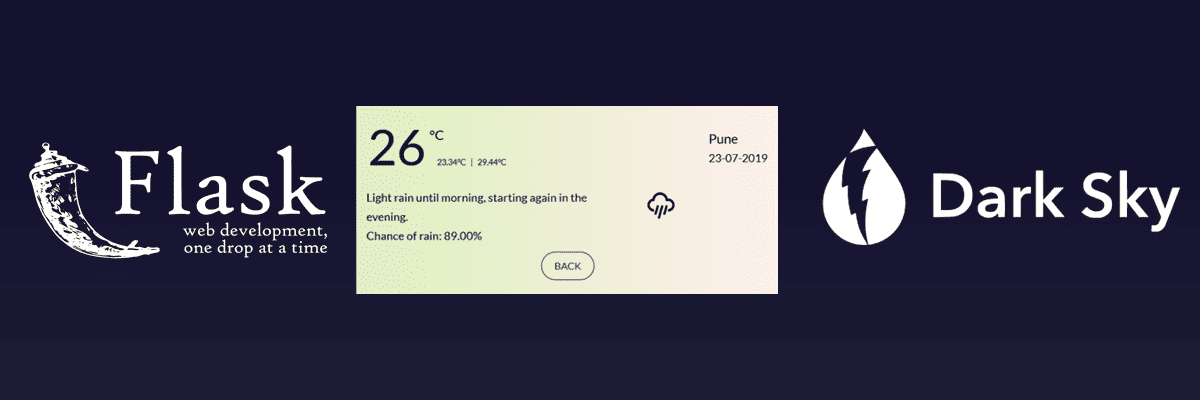 Flask
web development,
one drop at a time
26 °C
23.34°C | 29.44°C
Pune
23-07-2019
Light rain until morning, starting again in the
evening.
Chance of rain: 89.00%
BACK
Dark Sky